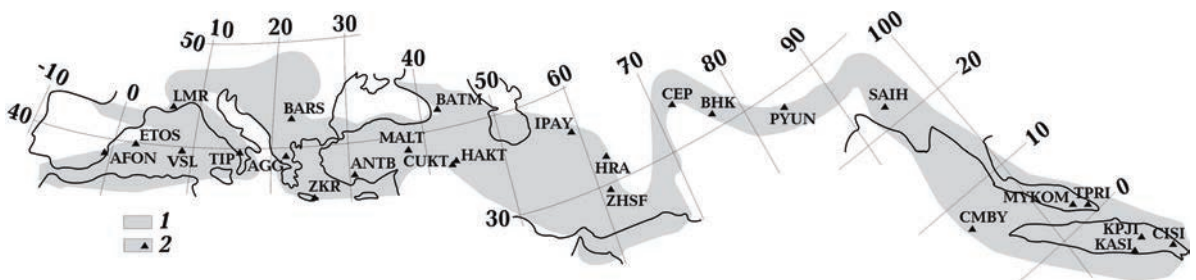 10
20
30
50
-10
40
0
LMR
ETOS
AFON
VSL
TIP
BARS
AGG
ZKR
ANTB
MALT
40
BATM
CUKT
HAKT
50
60
IPAY
HRA
ZHSF
30
70
CEP
80
BHK
PYUN
90
100
SAIH
20
10
MYKOM
TPRI
0
CMBY
KPJI
KASI
CISI
1
2